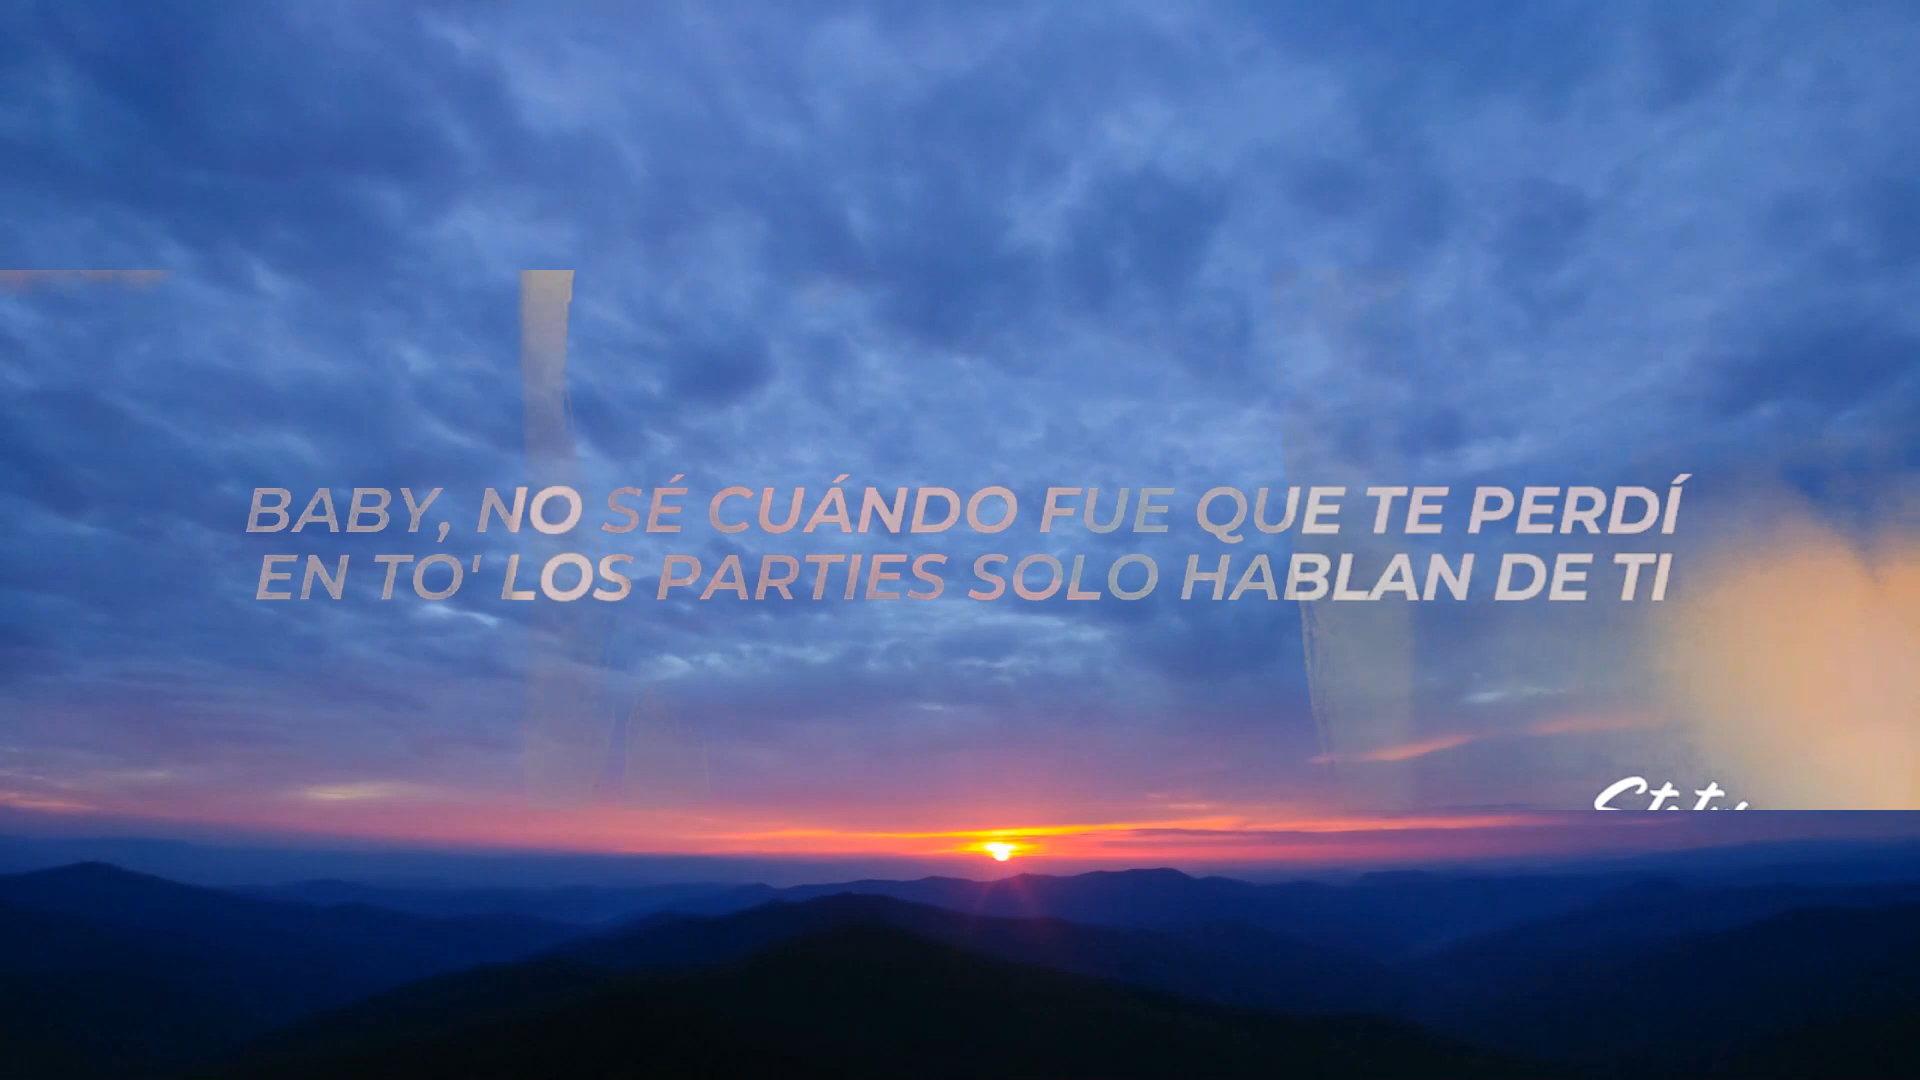 BABY, NO SÉ CUÁNDO FUE QUE TE PERDÍ
EN TO' LOS PARTIES SOLO HABLAN DE TI